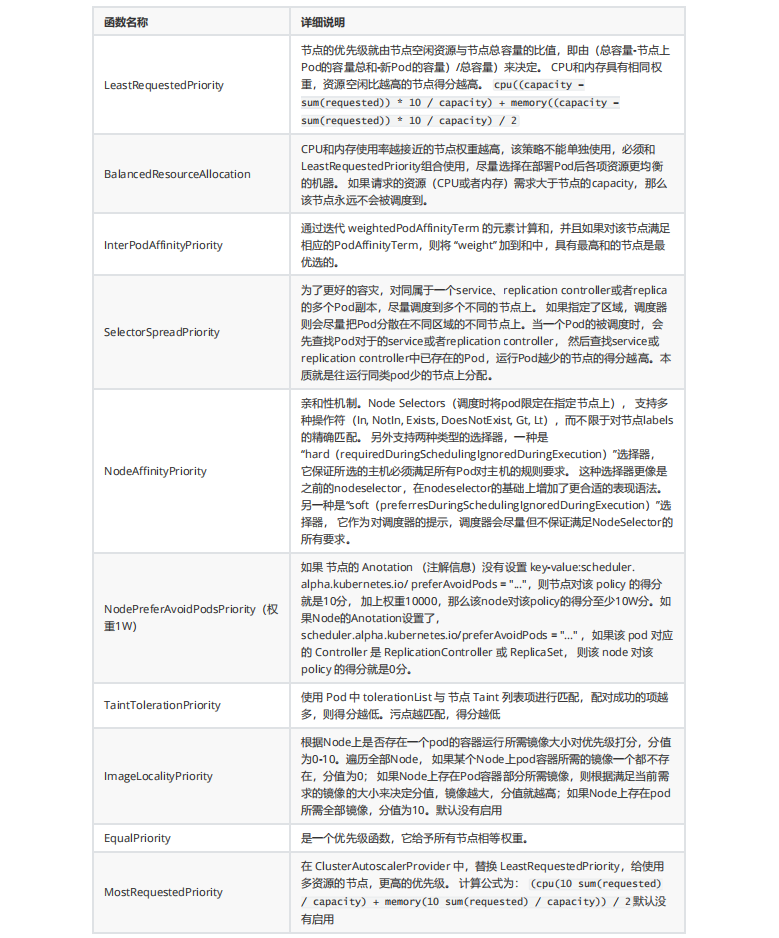 函数名称
详细说明
LeastRequestedPriority
节点的优先级就由节点空闲资源与节点总容量的比值，即由（总容量-节点上
Pod的容量总和-新Pod的容量）/总容量）来决定。 CPU和内存具有相同权
重，资源空闲比越高的节点得分越高。 cpu((capacity –
sum(requested)) * 10 / capacity) + memory((capacity –
sum(requested)) * 10 / capacity) / 2
BalancedResourceAllocation
CPU和内存使用率越接近的节点权重越高，该策略不能单独使用，必须和
LeastRequestedPriority组合使用，尽量选择在部署Pod后各项资源更均衡
的机器。 如果请求的资源（CPU或者内存）需求大于节点的capacity，那么
该节点永远不会被调度到。
InterPodAffinityPriority
通过迭代 weightedPodAffinityTerm 的元素计算和，并且如果对该节点满足
相应的PodAffinityTerm，则将 “weight” 加到和中，具有最高和的节点是最
优选的。
SelectorSpreadPriority
为了更好的容灾，对同属于一个service、replication controller或者replica
的多个Pod副本，尽量调度到多个不同的节点上。 如果指定了区域，调度器
则会尽量把Pod分散在不同区域的不同节点上。当一个Pod的被调度时，会
先查找Pod对于的service或者replication controller， 然后查找service或
replication controller中已存在的Pod，运行Pod越少的节点的得分越高。本
质就是往运行同类pod少的节点上分配。
NodeAffinityPriority
亲和性机制。Node Selectors（调度时将pod限定在指定节点上）， 支持多
种操作符（In, NotIn, Exists, DoesNotExist, Gt, Lt），而不限于对节点labels
的精确匹配。 另外支持两种类型的选择器，一种是
“hard（requiredDuringSchedulingIgnoredDuringExecution）”选择器，
它保证所选的主机必须满足所有Pod对主机的规则要求。 这种选择器更像是
之前的nodeselector，在nodeselector的基础上增加了更合适的表现语法。
另一种是“soft（preferresDuringSchedulingIgnoredDuringExecution）”选
择器， 它作为对调度器的提示，调度器会尽量但不保证满足NodeSelector的
所有要求。
NodePreferAvoidPodsPriority（权
重1W）
如果 节点的 Anotation （注解信息）没有设置 key-value:scheduler.
alpha.kubernetes.io/ preferAvoidPods = "..."，则节点对该 policy 的得分
就是10分， 加上权重10000，那么该node对该policy的得分至少10W分。如
果Node的Anotation设置了，
scheduler.alpha.kubernetes.io/preferAvoidPods = "..." ，如果该 pod 对应
的 Controller 是 ReplicationController 或 ReplicaSet， 则该 node 对该
policy 的得分就是0分。
TaintTolerationPriority
使用 Pod 中 tolerationList 与 节点 Taint 列表项进行匹配，配对成功的项越
多，则得分越低。污点越匹配，得分越低
ImageLocalityPriority
根据Node上是否存在一个pod的容器运行所需镜像大小对优先级打分，分值
为0-10。遍历全部Node， 如果某个Node上pod容器所需的镜像一个都不存
在，分值为0； 如果Node上存在Pod容器部分所需镜像，则根据满足当前需
求的镜像的大小来决定分值，镜像越大，分值就越高；如果Node上存在pod
所需全部镜像，分值为10。默认没有启用
EqualPriority
是一个优先级函数，它给予所有节点相等权重。
MostRequestedPriority
在 ClusterAutoscalerProvider 中，替换 LeastRequestedPriority，给使用
多资源的节点，更高的优先级。 计算公式为： (cpu(10 sum(requested)
/ capacity) + memory(10 sum(requested) / capacity)) / 2 默认没
有启用